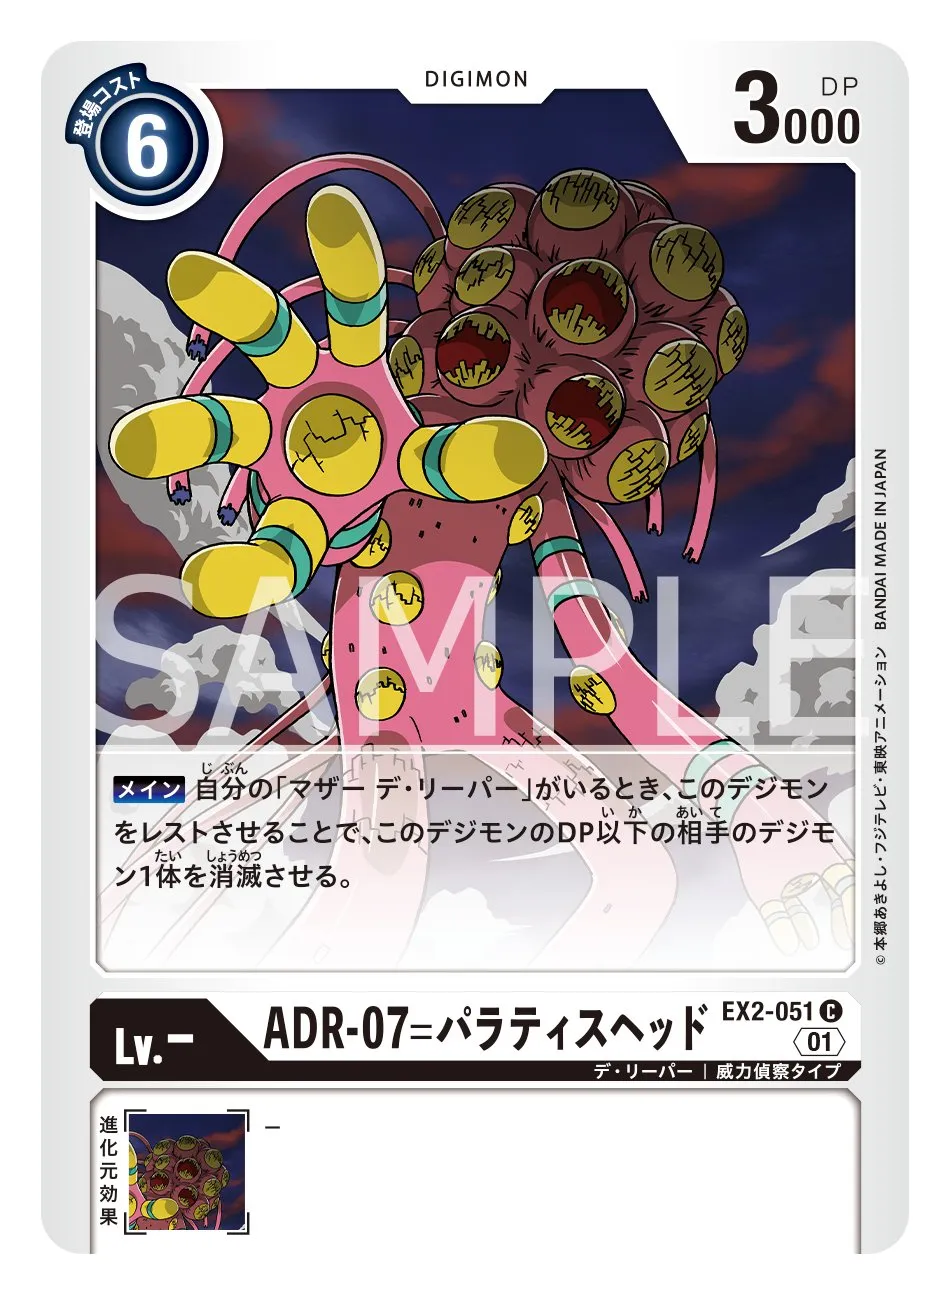 DIGIMON
登場コスト
6
DP
3000
SAMPLE
メイン 自分の「マザー デ・リーパー」がいるとき、このデジモン
をレストさせることで、このデジモンのDP以下の相手のデジモ
ン1体を消滅させる。
©本郷あきよし・フジテレビ・東映アニメーション BANDAI MADE IN JAPAN
Lv.-
ADR-07=パラティスヘッド
EX2-051 C
01
デ・リーパー | 威力偵察タイプ
進化元効果
-